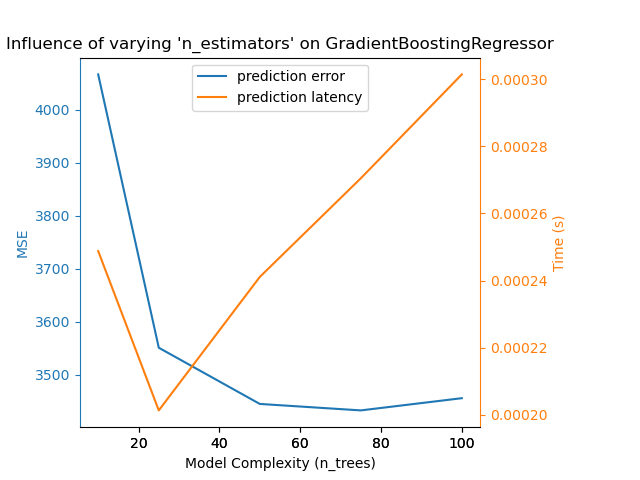 Influence of varying 'n_estimators' on GradientBoostingRegressor
prediction error
prediction latency
4000
3900
3800
3700
3600
3500
MSE
0.00030
0.00028
0.00026
0.00024
0.00022
0.00020
Time (s)
20 40 60 80 100
Model Complexity (n_trees)